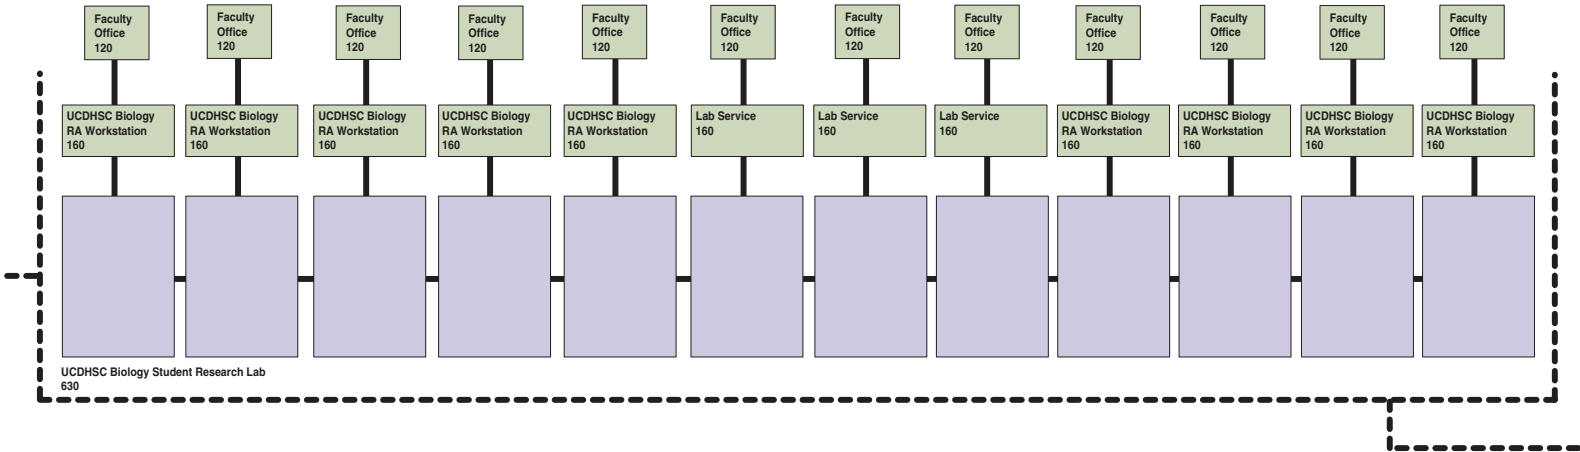 Faculty
Office
120
Faculty
Office
120
Faculty
Office
120
Faculty
Office
120
Faculty
Office
120
Faculty
Office
120
Faculty
Office
120
Faculty
Office
120
Faculty
Office
120
Faculty
Office
120
Faculty
Office
120
Faculty
Office
120
UCDHSC Biology
RA Workstation
160
UCDHSC Biology
RA Workstation
160
UCDHSC Biology
RA Workstation
160
UCDHSC Biology
RA Workstation
160
UCDHSC Biology
RA Workstation
160
Lab Service
160
Lab Service
160
Lab Service
160
UCDHSC Biology
RA Workstation
160
UCDHSC Biology
RA Workstation
160
UCDHSC Biology
RA Workstation
160
UCDHSC Biology
RA Workstation
160
UCDHSC Biology Student Research Lab
630